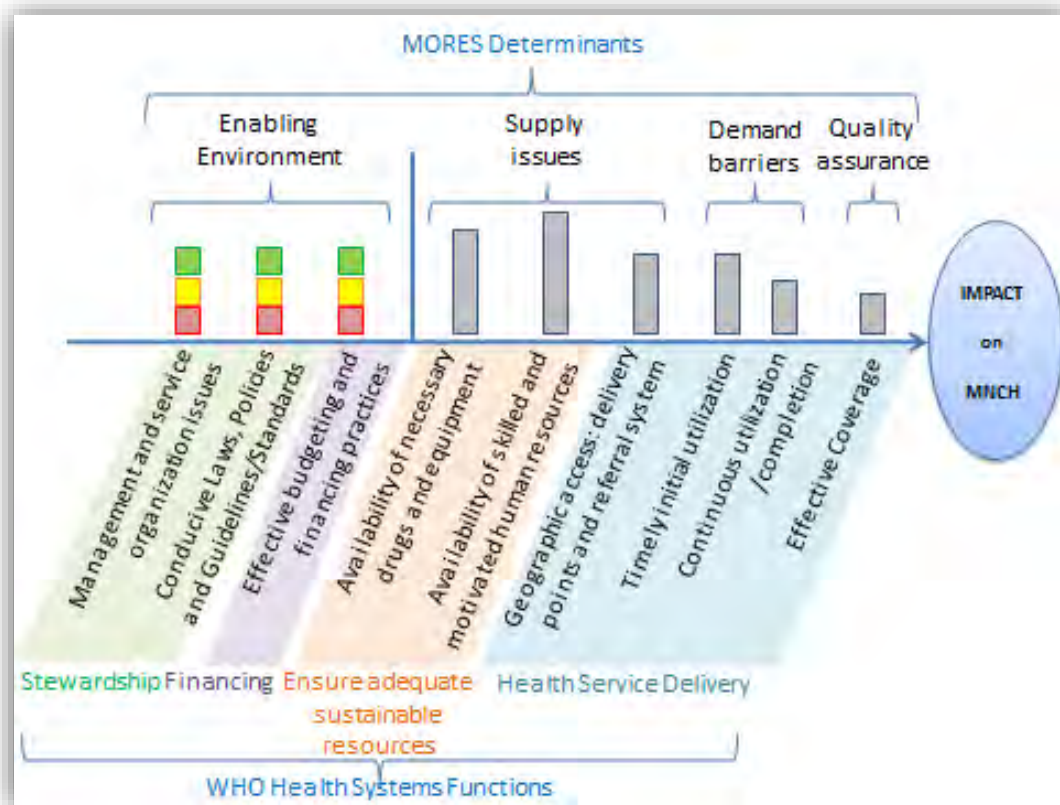 MORES Determinants
Enabling
Environment
Supply
issues
Demand
barriers
Quality
assurance
IMPACT
on
MNCH
Management and service
organization issues
Conducive Laws, Policies
and Guidelines/Standards
Effective budgeting and
financing practices
Availability of necessary
drugs and equipment
Availability of skilled and
motivated human resources
Geographic access: delivery
points and referral system
Timely initial utilization
Continuous utilization
/completion
Effective Coverage
Stewardship
Financing
Ensure adequate
sustainable
resources
Health Service Delivery
WHO Health Systems Functions